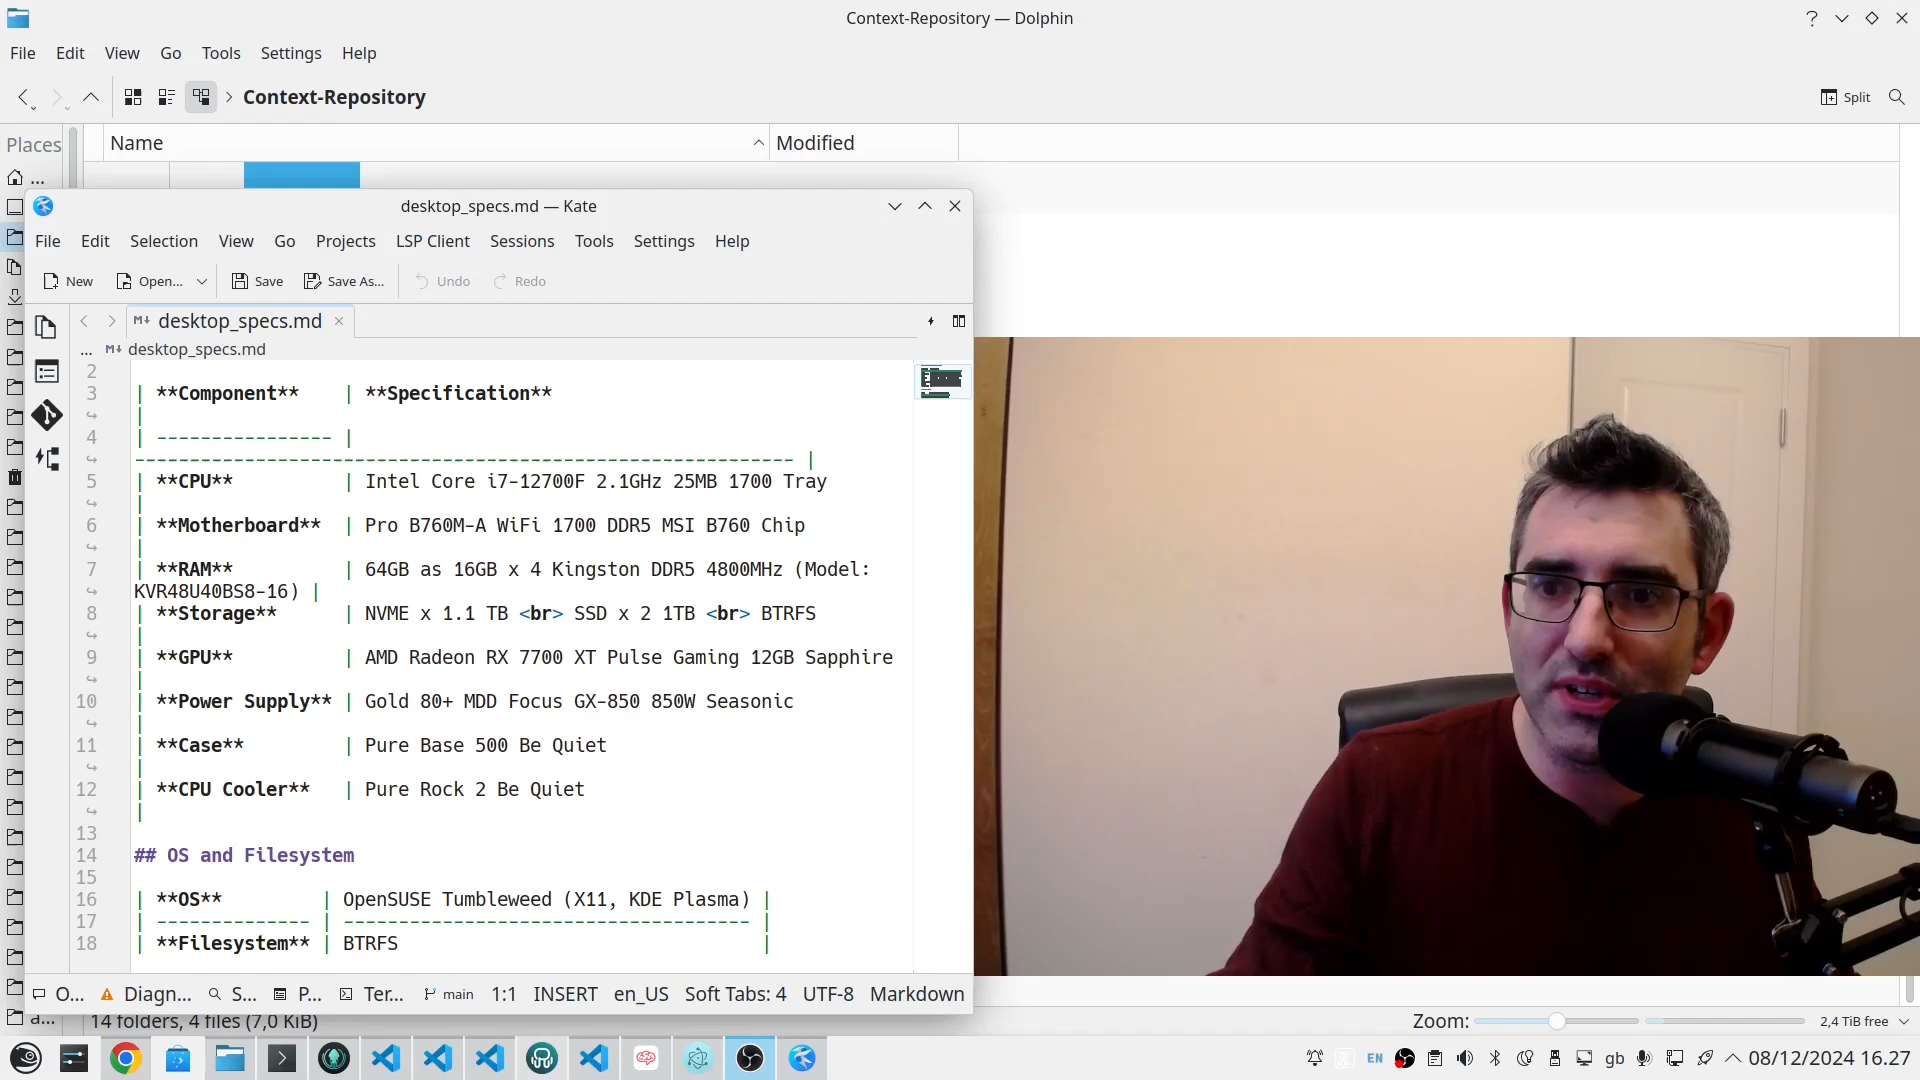 Context-Repository — Dolphin
File Edit View Go Tools Settings Help
Context-Repository
Split
Places
Name
Modified
...
desktop_specs.md — Kate
File Edit Selection View Go Projects LSP Client Sessions Tools Settings Help
New Open... Save Save As... Undo Redo
desktop_specs.md
... desktop_specs.md
2
3 | **Component** | **Specification**
|
4 | ---------------- |
------------------------------------------------------------ |
5 | **CPU** | Intel Core i7-12700F 2.1GHz 25MB 1700 Tray
|
6 | **Motherboard** | Pro B760M-A WiFi 1700 DDR5 MSI B760 Chip
|
7 | **RAM** | 64GB as 16GB x 4 Kingston DDR5 4800MHz (Model:
KVR48U40BS8-16) |
8 | **Storage** | NVME x 1.1 TB <br> SSD x 2 1TB <br> BTRFS
|
9 | **GPU** | AMD Radeon RX 7700 XT Pulse Gaming 12GB Sapphire
|
10 | **Power Supply** | Gold 80+ MDD Focus GX-850 850W Seasonic
|
11 | **Case** | Pure Base 500 Be Quiet
|
12 | **CPU Cooler** | Pure Rock 2 Be Quiet
|
13
14 ## OS and Filesystem
15
16 | **OS** | OpenSUSE Tumbleweed (X11, KDE Plasma) |
17 | -------------- | ------------------------------------- |
18 | **Filesystem** | BTRFS |
O... Diagn... S... P... Ter... main 1:1 INSERT en_US Soft Tabs: 4 UTF-8 Markdown
a...
14 folders, 4 files (7,0 KiB)
Zoom:
2,4 TiB free
EN
gb
08/12/2024 16.27